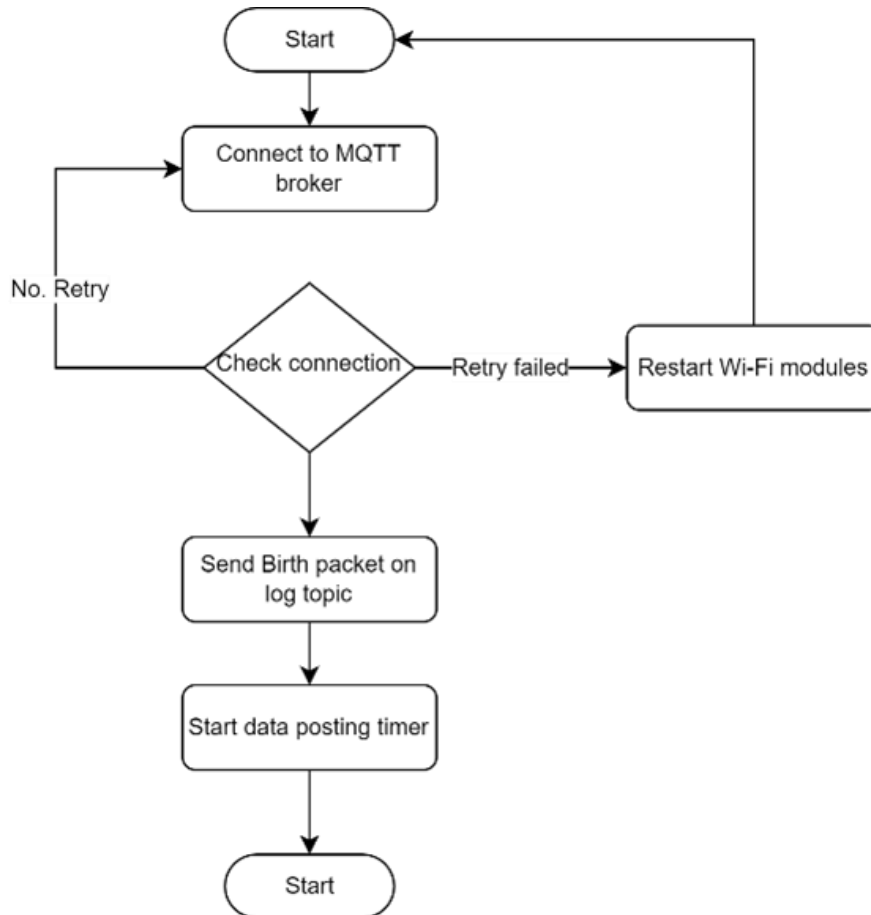 Start
Connect to MQTT
broker
No. Retry
Check connection
Retry failed
Restart Wi-Fi modules
Send Birth packet on
log topic
Start data posting timer
Start